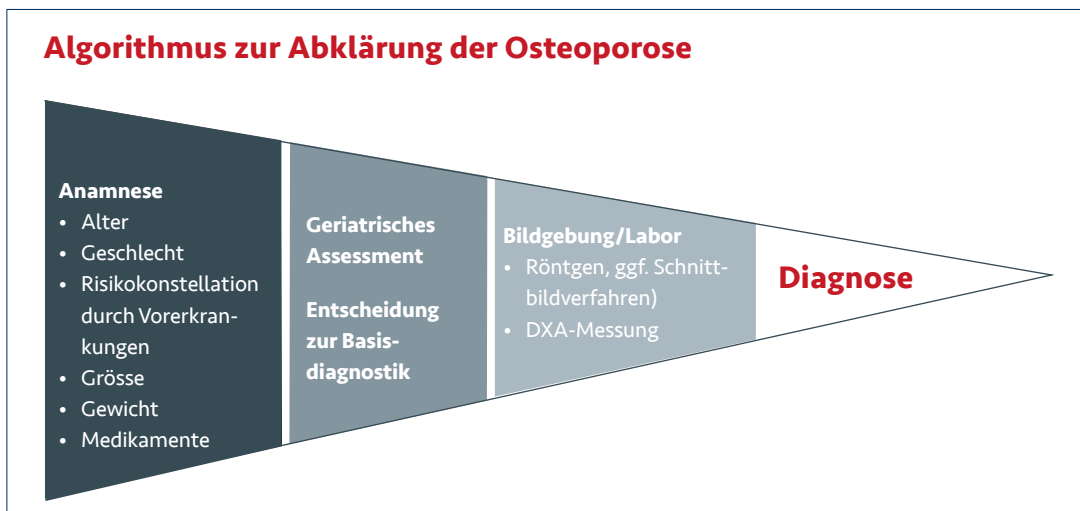 Algorithmus zur Abklärung der Osteoporose
Anamnese
• Alter
• Geschlecht
• Risikokonstellation
durch Vorerkran-
kungen
• Grösse
• Gewicht
• Medikamente
Geriatrisches
Assessment
Entscheidung
zur Basis-
diagnostik
Bildgebung/Labor
• Röntgen, ggf. Schnitt-
bildverfahren)
• DXA-Messung
Diagnose